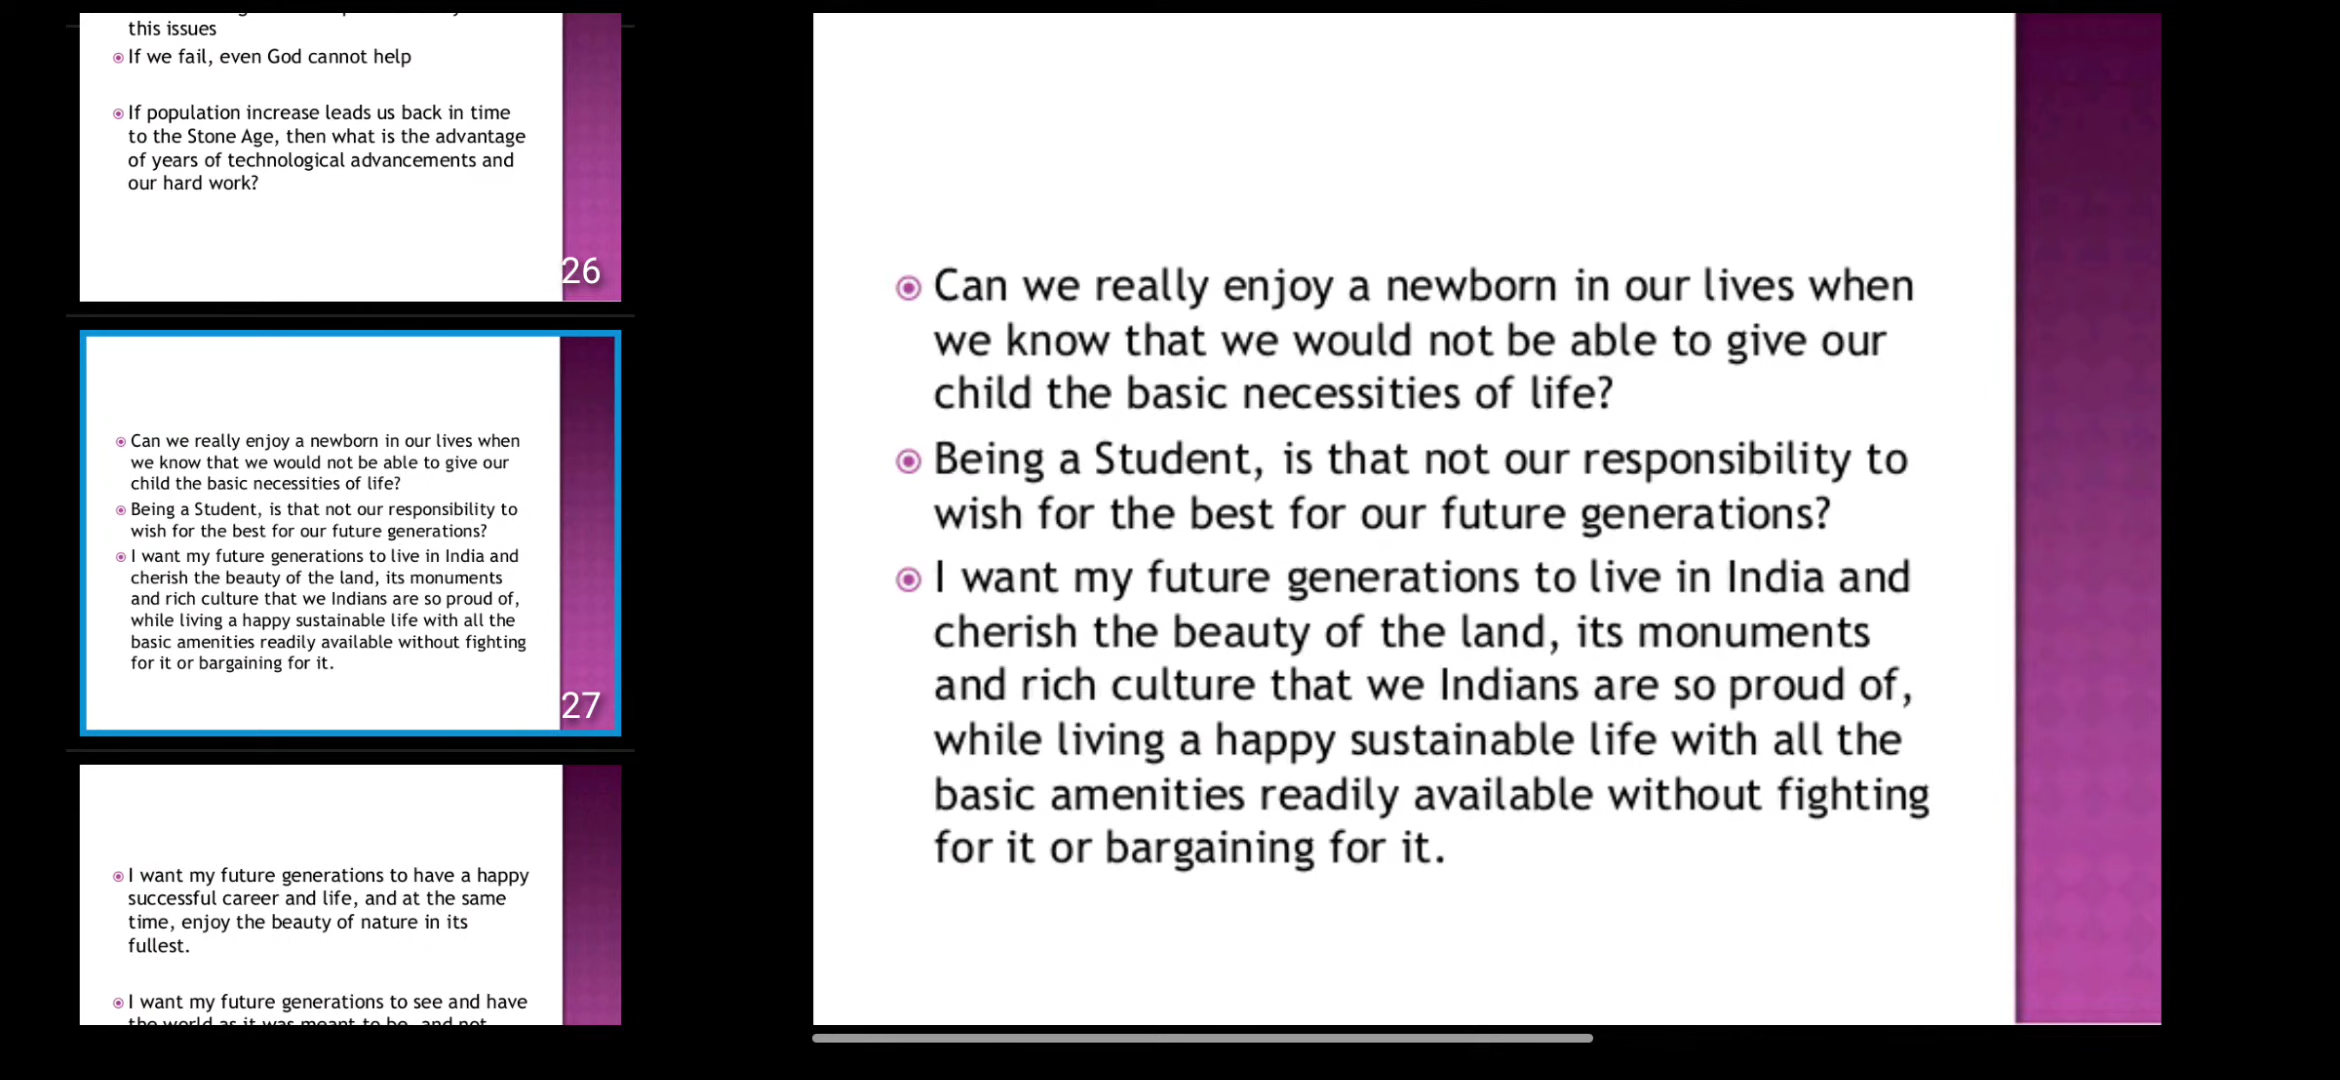 this issues
If we fail, even God cannot help
If population increase leads us back in time
to the Stone Age, then what is the advantage
of years of technological advancements and
our hard work?
26
Can we really enjoy a newborn in our lives when
we know that we would not be able to give our
child the basic necessities of life?
Being a Student, is that not our responsibility to
wish for the best for our future generations?
I want my future generations to live in India and
cherish the beauty of the land, its monuments
and rich culture that we Indians are so proud of,
while living a happy sustainable life with all the
basic amenities readily available without fighting
for it or bargaining for it.
27
I want my future generations to have a happy
successful career and life, and at the same
time, enjoy the beauty of nature in its
fullest.
I want my future generations to see and have
the world as it was meant to be, and not
Can we really enjoy a newborn in our lives when
we know that we would not be able to give our
child the basic necessities of life?
Being a Student, is that not our responsibility to
wish for the best for our future generations?
I want my future generations to live in India and
cherish the beauty of the land, its monuments
and rich culture that we Indians are so proud of,
while living a happy sustainable life with all the
basic amenities readily available without fighting
for it or bargaining for it.